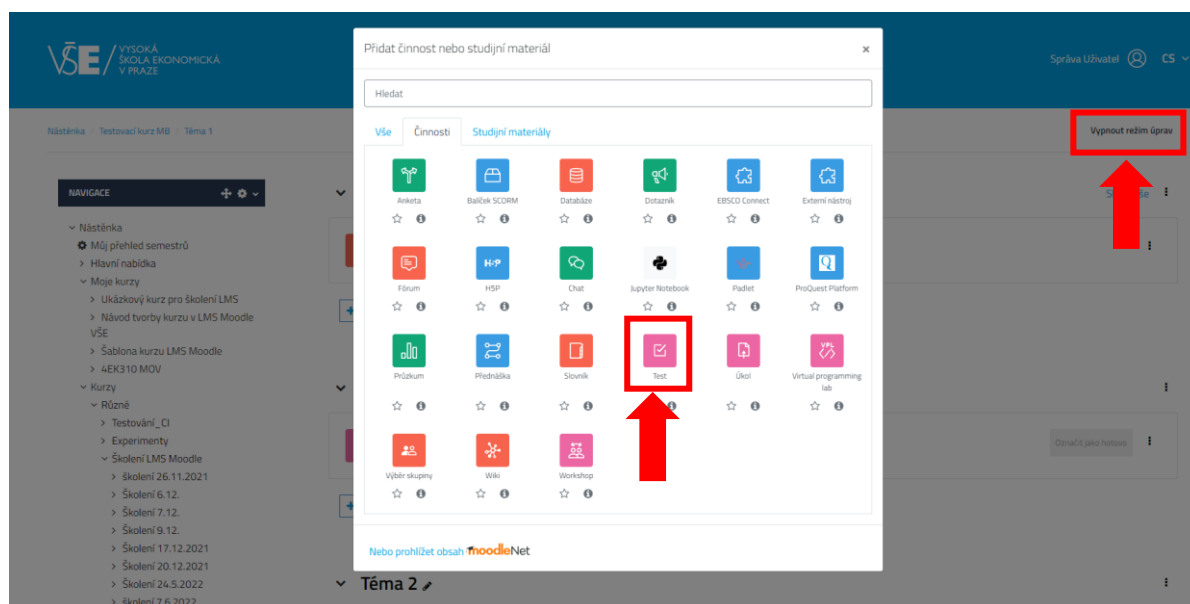 VŠE / VYSOKÁ
ŠKOLA EKONOMICKÁ
V PRAZE
Správa Uživatel CS
Nástěnka / Testovací kurz MB / Téma 1
Vypnout režim úprav
NAVIGACE
Nástěnka
Můj přehled semestrů
Hlavní nabídka
Moje kurzy
Ukázkový kurz pro školení LMS
Návod tvorby kurzu v LMS Moodle
VŠE
Šablona kurzu LMS Moodle
4EK310 MOV
Kurzy
Různé
Testování_CI
Experimenty
Školení LMS Moodle
školení 26.11.2021
Školení 6.12.
Školení 7.12.
Školení 9.12.
Školení 17.12.2021
Školení 20.12.2021
Školení 24.5.2022
školení 7.6.2022
Přidat činnost nebo studijní materiál ×
Hledat
Vše Činnosti Studijní materiály
Anketa Balíček SCORM Databáze Dotazník EBSCO Connect Externí nástroj
H5P
Fórum H5P Chat Jupyter Notebook Padlet ProQuest Platform
VPL
Průzkum Přednáška Slovník Test Úkol Virtual programming
lab
Výběr skupiny Wiki Workshop
Nebo prohlížet obsah moodleNet
Označit jako hotovo
Téma 2